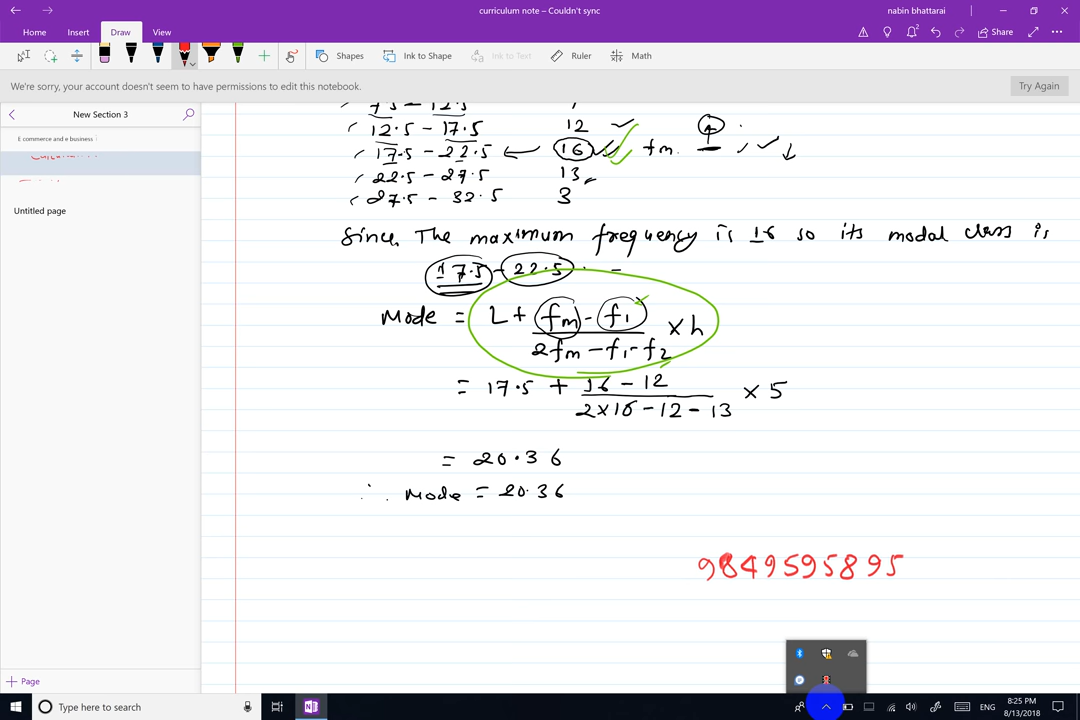 curriculum note – Couldn't sync
nabin bhattarai
Home Insert Draw View
Share
Shapes Ink to Shape Ink to Text Ruler Math
We're sorry, your account doesn't seem to have permissions to edit this notebook.
Try Again
New Section 3
E commerce and e business
Untitled page
Page
7.5 – 12.5
12.5 – 17.5 12
17.5 – 22.5 ← 16 fm.
22.5 – 27.5 13
27.5 – 32.5 3
Since, The maximum frequency is 16 so its modal class is
17.5 – 22.5
Mode = L + (fm – f1) / (2fm – f1 – f2) × h
= 17.5 + (16 – 12) / (2×16 – 12 – 13) × 5
= 20.36
∴ Mode = 20.36
9849595895
Type here to search
ENG
8:25 PM
8/13/2018